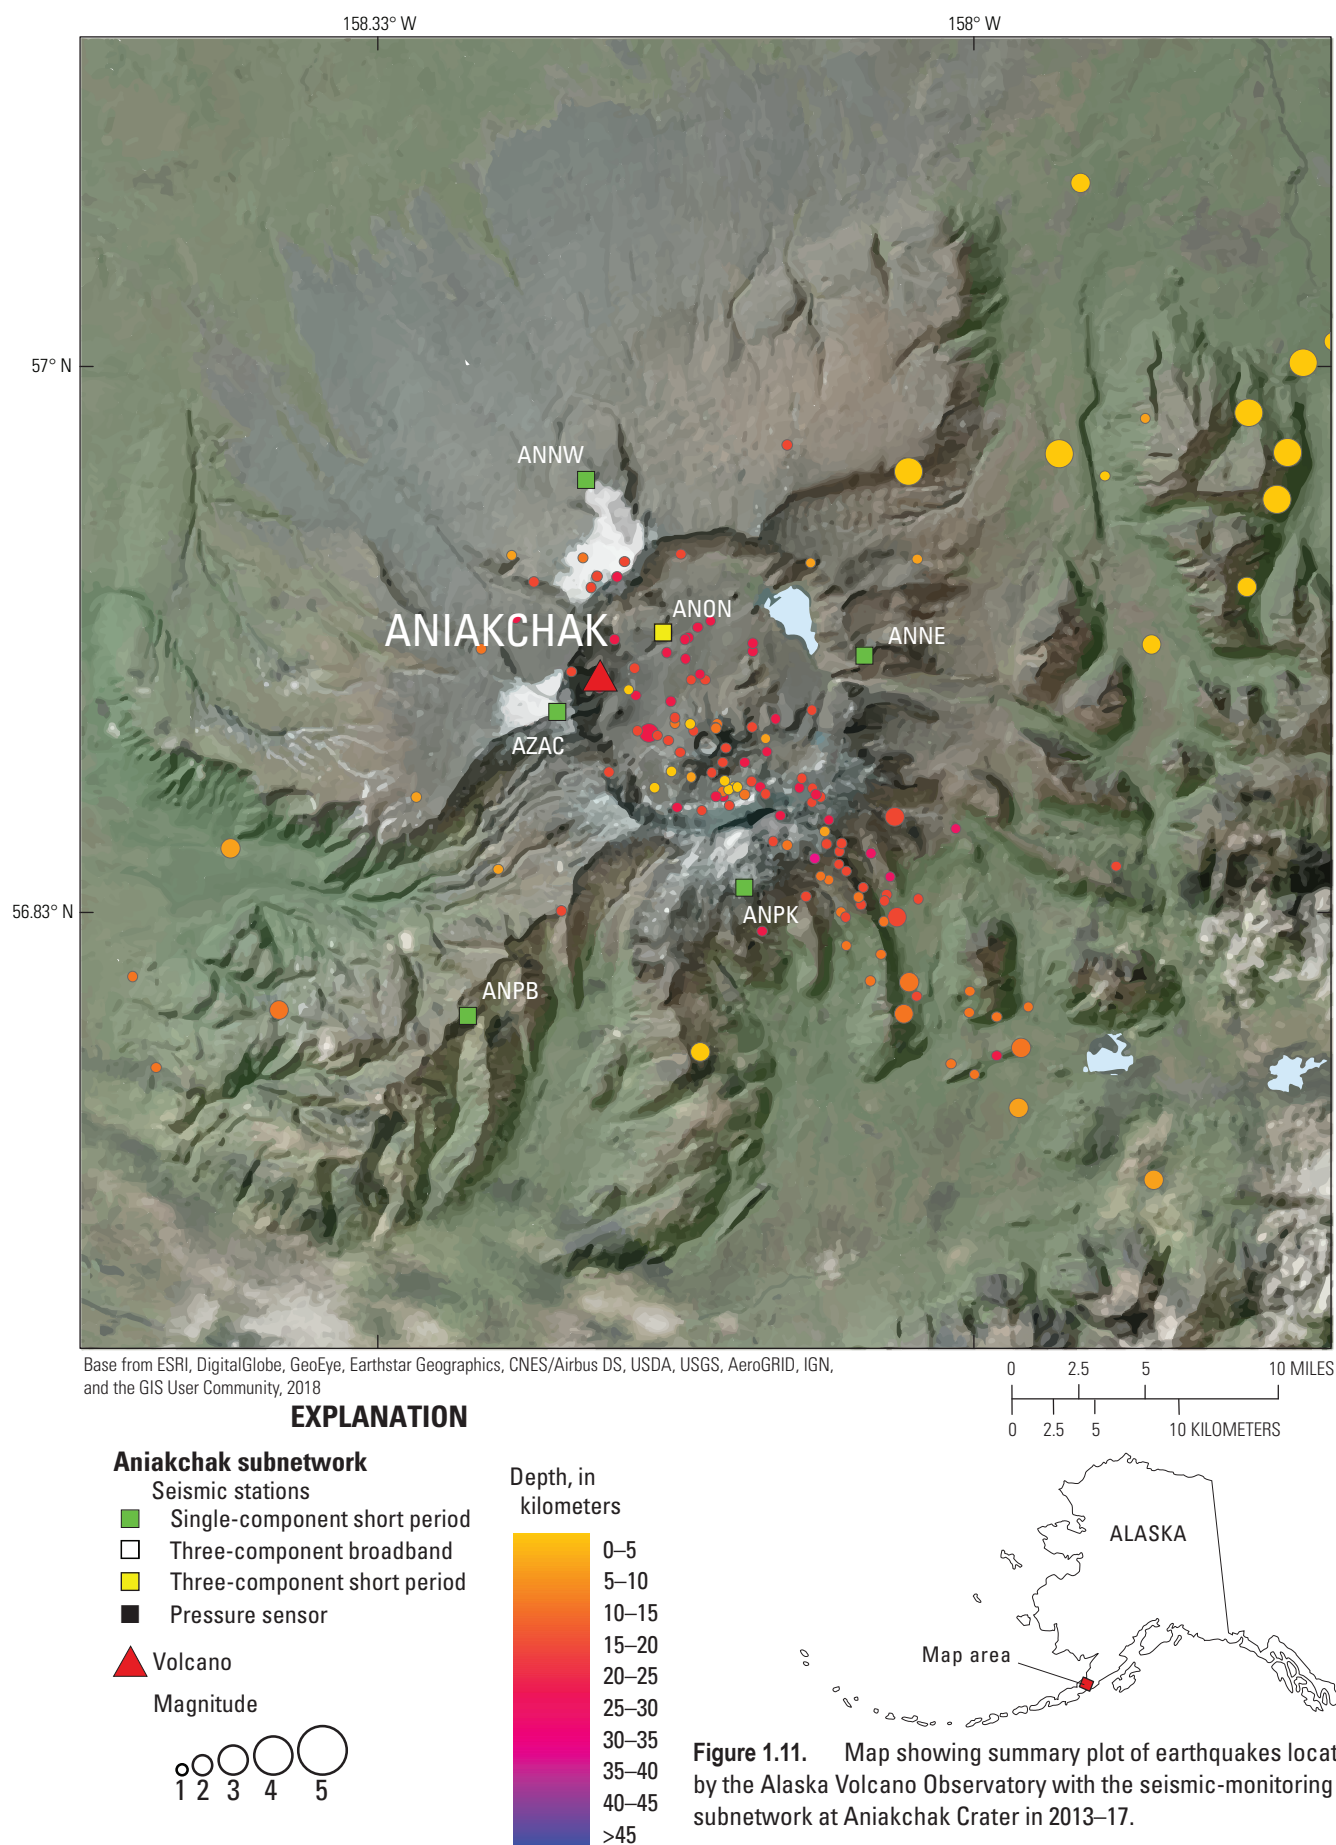 158.33° W
158° W
57° N
ANNW
ANIAKCHAK
ANON
ANNE
AZAC
56.83° N
ANPK
ANPB
Base from ESRI, DigitalGlobe, GeoEye, Earthstar Geographics, CNES/Airbus DS, USDA, USGS, AeroGRID, IGN,
and the GIS User Community, 2018
0 2.5 5 10 MILES
0 2.5 5 10 KILOMETERS
EXPLANATION
Aniakchak subnetwork
Seismic stations
Single-component short period
Three-component broadband
Three-component short period
Pressure sensor
Volcano
Magnitude
1 2 3 4 5
Depth, in
kilometers
0–5
5–10
10–15
15–20
20–25
25–30
30–35
35–40
40–45
>45
ALASKA
Map area
Figure 1.11. Map showing summary plot of earthquakes locat
by the Alaska Volcano Observatory with the seismic-monitoring
subnetwork at Aniakchak Crater in 2013–17.